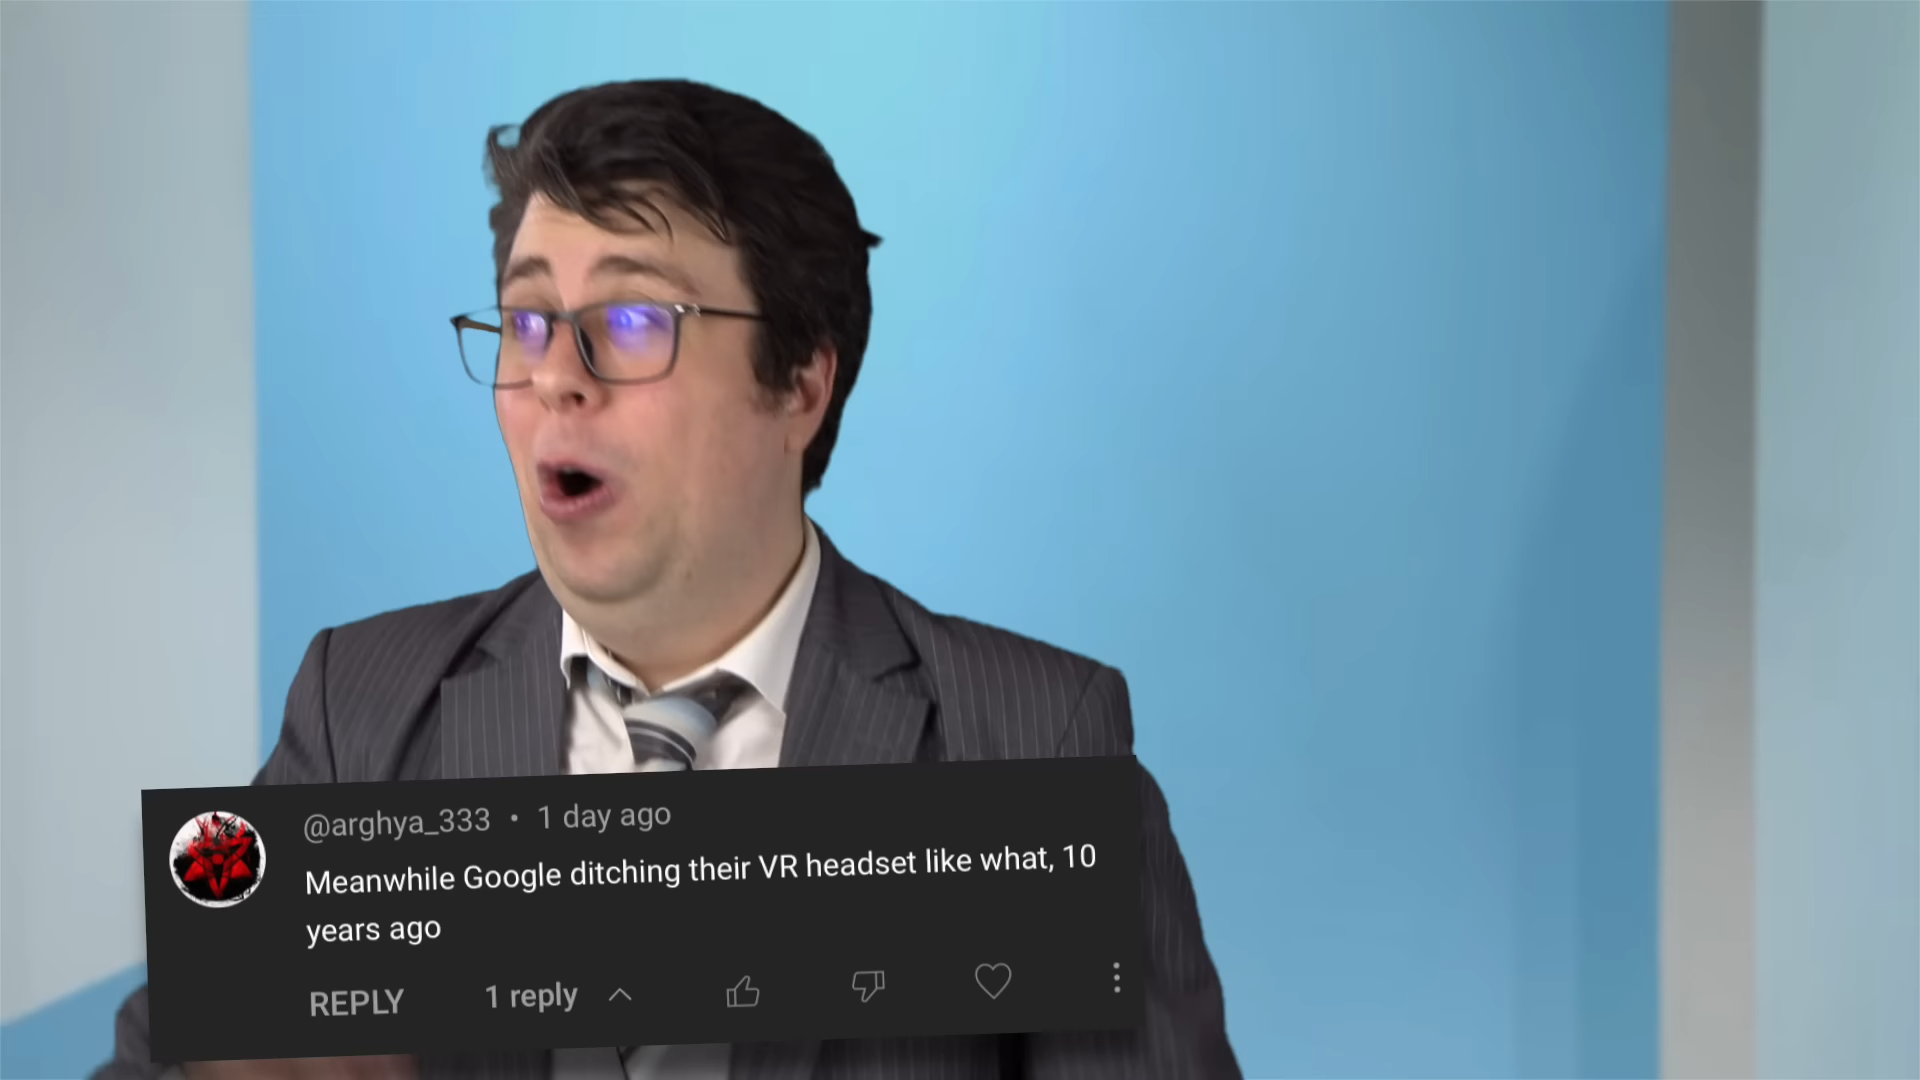 @arghya_333 • 1 day ago
Meanwhile Google ditching their VR headset like what, 10
years ago
REPLY 1 reply